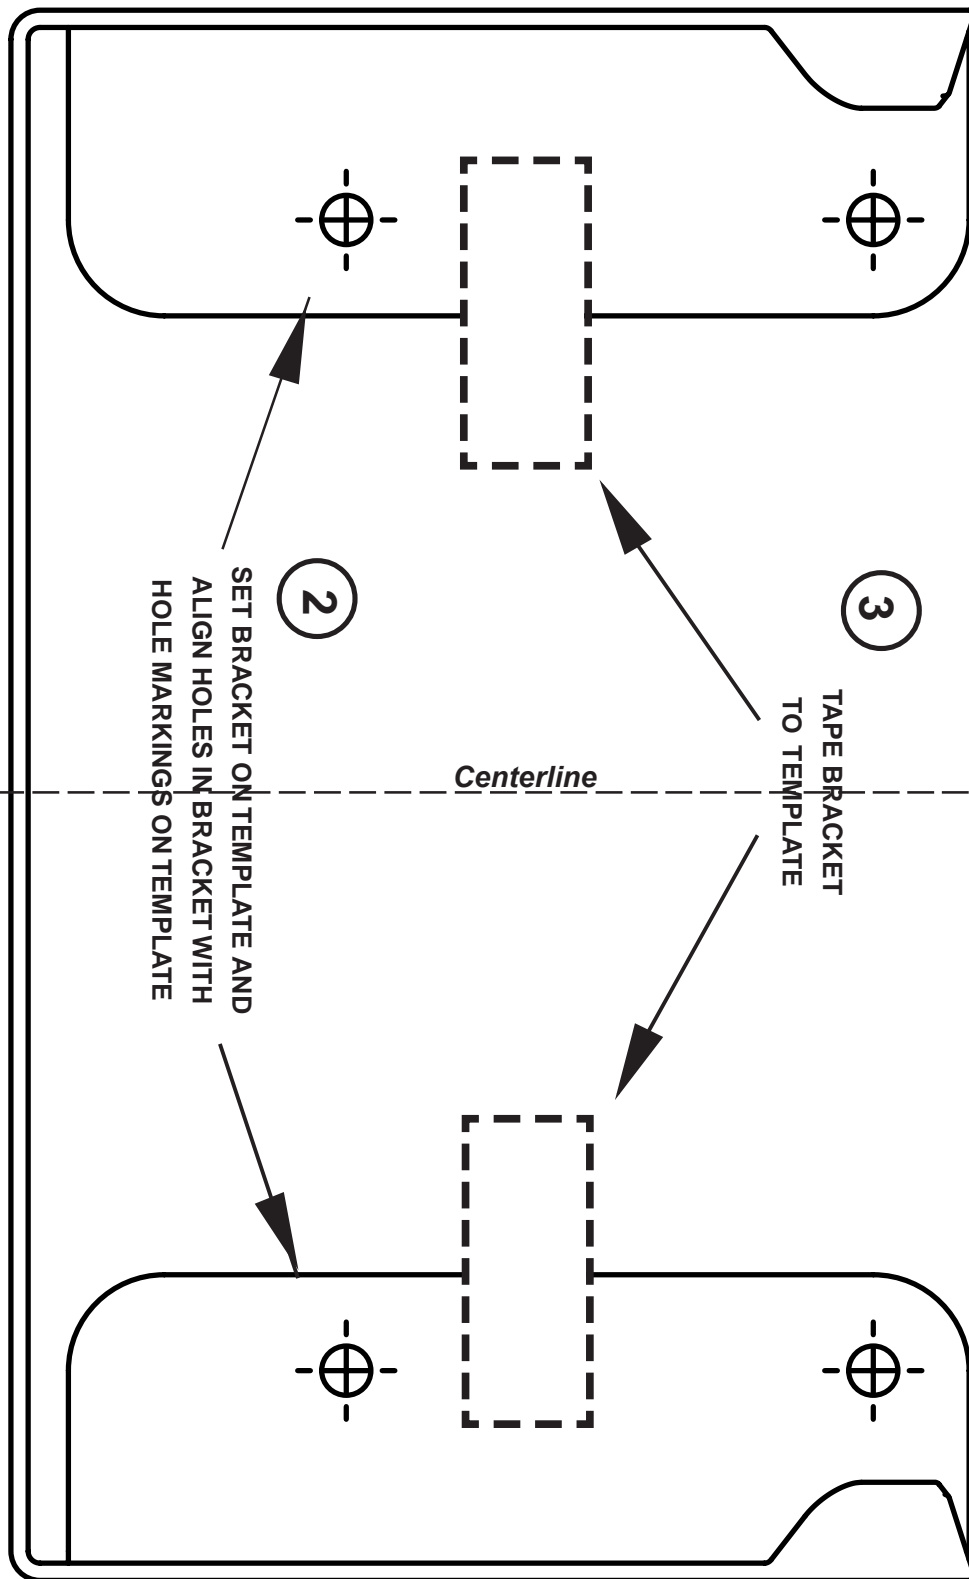 2
SET BRACKET ON TEMPLATE AND
ALIGN HOLES IN BRACKET WITH
HOLE MARKINGS ON TEMPLATE
3
TAPE BRACKET
TO TEMPLATE
Centerline